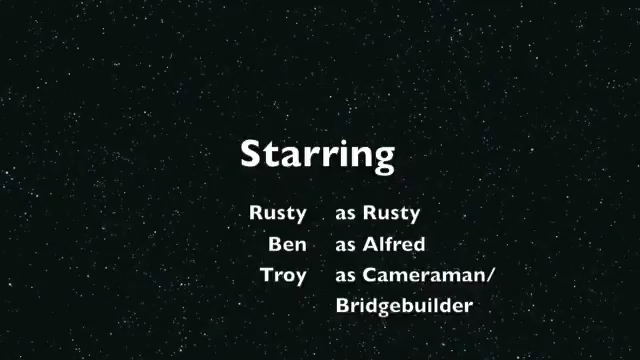 Starring
Rusty as Rusty
Ben as Alfred
Troy as Cameraman/
Bridgebuilder